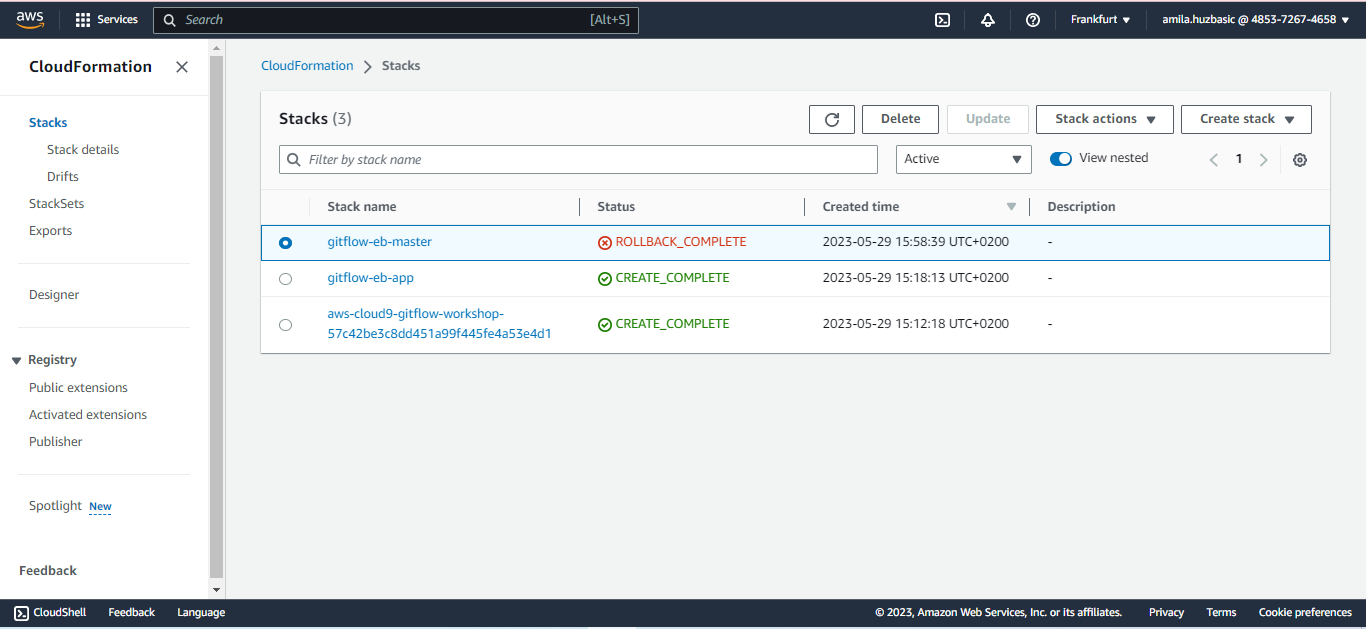 aws
Services
Search
[Alt+S]
Frankfurt
amila.huzbasic @ 4853-7267-4658
CloudFormation
Stacks
Stack details
Drifts
StackSets
Exports
Designer
Registry
Public extensions
Activated extensions
Publisher
Spotlight New
Feedback
CloudFormation > Stacks
Stacks (3)
Delete
Update
Stack actions
Create stack
Filter by stack name
Active
View nested
1
Stack name Status Created time Description
gitflow-eb-master ROLLBACK_COMPLETE 2023-05-29 15:58:39 UTC+0200 -
gitflow-eb-app CREATE_COMPLETE 2023-05-29 15:18:13 UTC+0200 -
aws-cloud9-gitflow-workshop-
57c42be3c8dd451a99f445fe4a53e4d1 CREATE_COMPLETE 2023-05-29 15:12:18 UTC+0200 -
CloudShell Feedback Language
© 2023, Amazon Web Services, Inc. or its affiliates. Privacy Terms Cookie preferences